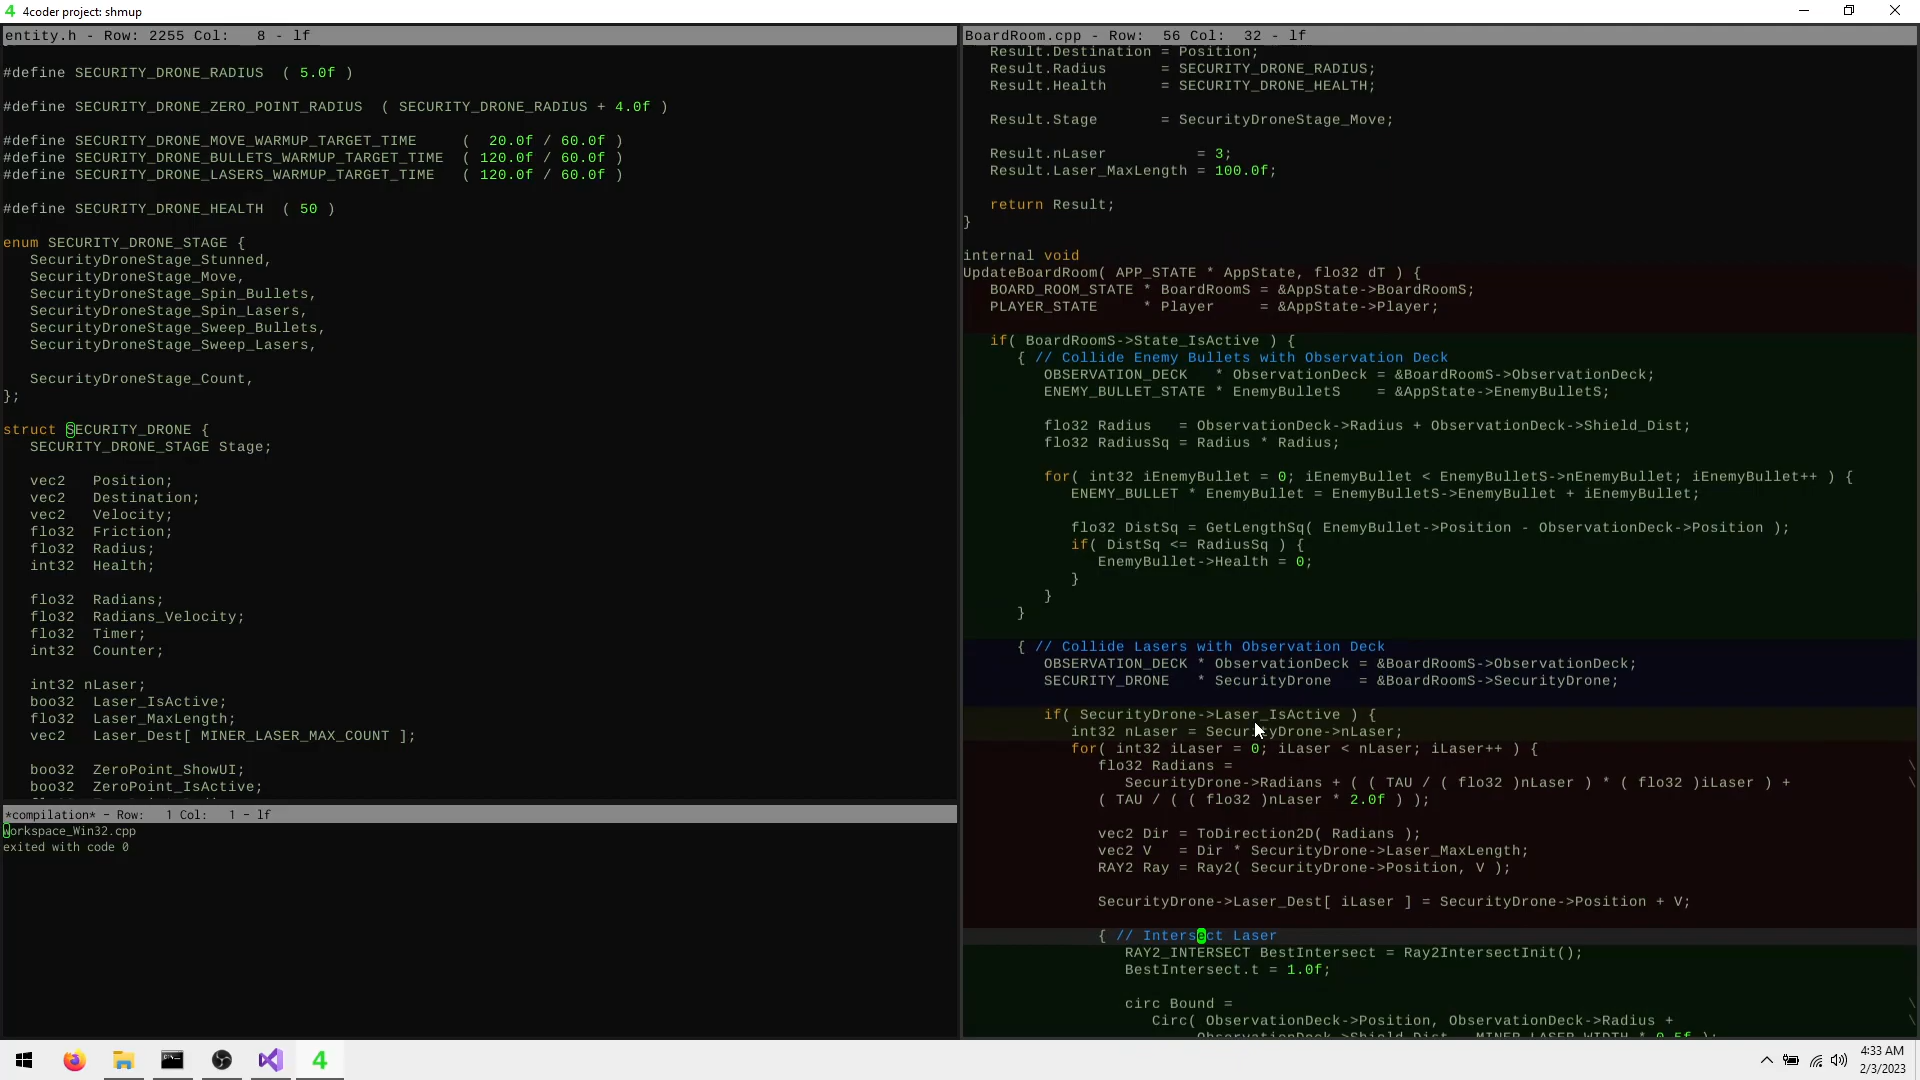 4coder project: shmup
entity.h - Row: 2255 Col:   8 - lf
#define SECURITY_DRONE_RADIUS  ( 5.0f )
#define SECURITY_DRONE_ZERO_POINT_RADIUS  ( SECURITY_DRONE_RADIUS + 4.0f )
#define SECURITY_DRONE_MOVE_WARMUP_TARGET_TIME     (  20.0f / 60.0f )
#define SECURITY_DRONE_BULLETS_WARMUP_TARGET_TIME  ( 120.0f / 60.0f )
#define SECURITY_DRONE_LASERS_WARMUP_TARGET_TIME   ( 120.0f / 60.0f )
#define SECURITY_DRONE_HEALTH  ( 50 )
enum SECURITY_DRONE_STAGE {
SecurityDroneStage_Stunned,
SecurityDroneStage_Move,
SecurityDroneStage_Spin_Bullets,
SecurityDroneStage_Spin_Lasers,
SecurityDroneStage_Sweep_Bullets,
SecurityDroneStage_Sweep_Lasers,
SecurityDroneStage_Count,
};
struct SECURITY_DRONE {
SECURITY_DRONE_STAGE Stage;
vec2   Position;
vec2   Destination;
vec2   Velocity;
flo32  Friction;
flo32  Radius;
int32  Health;
flo32  Radians;
flo32  Radians_Velocity;
flo32  Timer;
int32  Counter;
int32 nLaser;
boo32  Laser_IsActive;
flo32  Laser_MaxLength;
vec2   Laser_Dest[ MINER_LASER_MAX_COUNT ];
boo32  ZeroPoint_ShowUI;
boo32  ZeroPoint_IsActive;
*compilation* - Row:   1 Col:   1 - lf
workspace_Win32.cpp
exited with code 0
BoardRoom.cpp - Row:  56 Col:  32 - lf
Result.Destination = Position;
Result.Radius      = SECURITY_DRONE_RADIUS;
Result.Health      = SECURITY_DRONE_HEALTH;
Result.Stage       = SecurityDroneStage_Move;
Result.nLaser          = 3;
Result.Laser_MaxLength = 100.0f;
return Result;
}
internal void
UpdateBoardRoom( APP_STATE * AppState, flo32 dT ) {
BOARD_ROOM_STATE * BoardRoomS = &AppState->BoardRoomS;
PLAYER_STATE     * Player     = &AppState->Player;
if( BoardRoomS->State_IsActive ) {
{ // Collide Enemy Bullets with Observation Deck
OBSERVATION_DECK   * ObservationDeck = &BoardRoomS->ObservationDeck;
ENEMY_BULLET_STATE * EnemyBulletS    = &AppState->EnemyBulletS;
flo32 Radius   = ObservationDeck->Radius + ObservationDeck->Shield_Dist;
flo32 RadiusSq = Radius * Radius;
for( int32 iEnemyBullet = 0; iEnemyBullet < EnemyBulletS->nEnemyBullet; iEnemyBullet++ ) {
ENEMY_BULLET * EnemyBullet = EnemyBulletS->EnemyBullet + iEnemyBullet;
flo32 DistSq = GetLengthSq( EnemyBullet->Position - ObservationDeck->Position );
if( DistSq <= RadiusSq ) {
EnemyBullet->Health = 0;
}
}
}
{ // Collide Lasers with Observation Deck
OBSERVATION_DECK * ObservationDeck = &BoardRoomS->ObservationDeck;
SECURITY_DRONE   * SecurityDrone   = &BoardRoomS->SecurityDrone;
if( SecurityDrone->Laser_IsActive ) {
int32 nLaser = SecurityDrone->nLaser;
for( int32 iLaser = 0; iLaser < nLaser; iLaser++ ) {
flo32 Radians = \
SecurityDrone->Radians + ( ( TAU / ( flo32 )nLaser ) * ( flo32 )iLaser ) + \
( TAU / ( ( flo32 )nLaser * 2.0f ) );
vec2 Dir = ToDirection2D( Radians );
vec2 V   = Dir * SecurityDrone->Laser_MaxLength;
RAY2 Ray = Ray2( SecurityDrone->Position, V );
SecurityDrone->Laser_Dest[ iLaser ] = SecurityDrone->Position + V;
{ // Intersect Laser
RAY2_INTERSECT BestIntersect = Ray2IntersectInit();
BestIntersect.t = 1.0f;
circ Bound = \
Circ( ObservationDeck->Position, ObservationDeck->Radius + \
ObservationDeck->Shield_Dist - MINER_LASER_WIDTH * 0.5f );
4:33 AM
2/3/2023